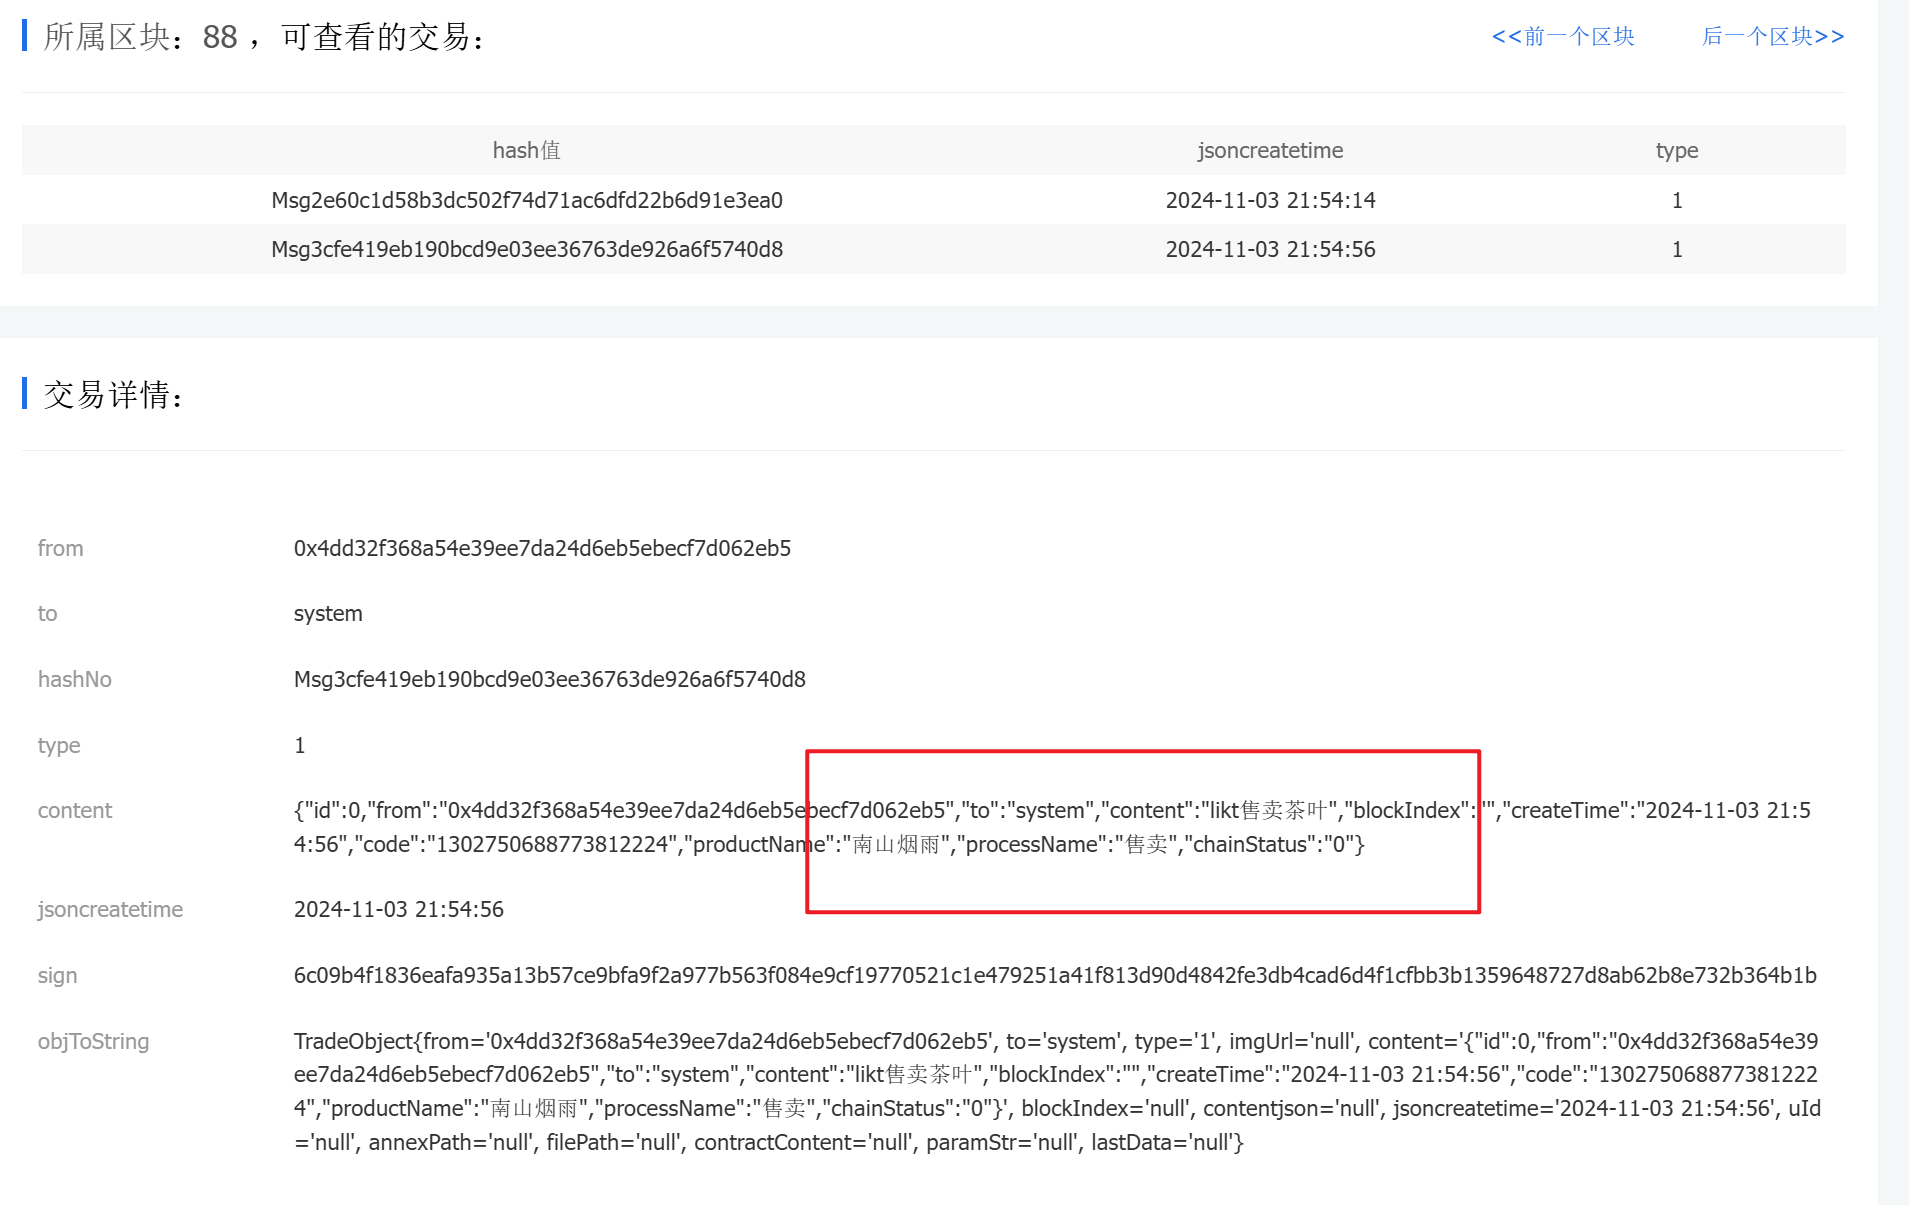 所属区块：88 ，可查看的交易：
<<前一个区块 后一个区块>>
hash值 jsoncreatetime type
Msg2e60c1d58b3dc502f74d71ac6dfd22b6d91e3ea0 2024-11-03 21:54:14 1
Msg3cfe419eb190bcd9e03ee36763de926a6f5740d8 2024-11-03 21:54:56 1
交易详情：
from 0x4dd32f368a54e39ee7da24d6eb5ebecf7d062eb5
to system
hashNo Msg3cfe419eb190bcd9e03ee36763de926a6f5740d8
type 1
content {"id":0,"from":"0x4dd32f368a54e39ee7da24d6eb5ebecf7d062eb5","to":"system","content":"likt售卖茶叶","blockIndex":"","createTime":"2024-11-03 21:5
4:56","code":"1302750688773812224","productName":"南山烟雨","processName":"售卖","chainStatus":"0"}
jsoncreatetime 2024-11-03 21:54:56
sign 6c09b4f1836eafa935a13b57ce9bfa9f2a977b563f084e9cf19770521c1e479251a41f813d90d4842fe3db4cad6d4f1cfbb3b1359648727d8ab62b8e732b364b1b
objToString TradeObject{from='0x4dd32f368a54e39ee7da24d6eb5ebecf7d062eb5', to='system', type='1', imgUrl='null', content='{"id":0,"from":"0x4dd32f368a54e39
ee7da24d6eb5ebecf7d062eb5","to":"system","content":"likt售卖茶叶","blockIndex":"","createTime":"2024-11-03 21:54:56","code":"130275068877381222
4","productName":"南山烟雨","processName":"售卖","chainStatus":"0"}', blockIndex='null', contentjson='null', jsoncreatetime='2024-11-03 21:54:56', uId
='null', annexPath='null', filePath='null', contractContent='null', paramStr='null', lastData='null'}